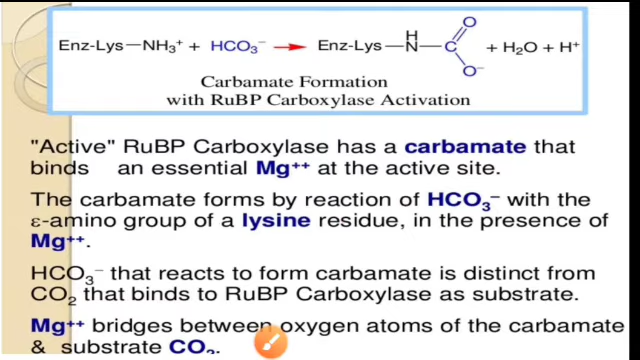 Enz-Lys—NH₃⁺ + HCO₃⁻ → Enz-Lys—N(H)—C(=O)—O⁻ + H₂O + H⁺
Carbamate Formation
with RuBP Carboxylase Activation
"Active" RuBP Carboxylase has a carbamate that
binds an essential Mg⁺⁺ at the active site.
The carbamate forms by reaction of HCO₃⁻ with the
ε-amino group of a lysine residue, in the presence of
Mg⁺⁺.
HCO₃⁻ that reacts to form carbamate is distinct from
CO₂ that binds to RuBP Carboxylase as substrate.
Mg⁺⁺ bridges between oxygen atoms of the carbamate
& substrate CO₂.